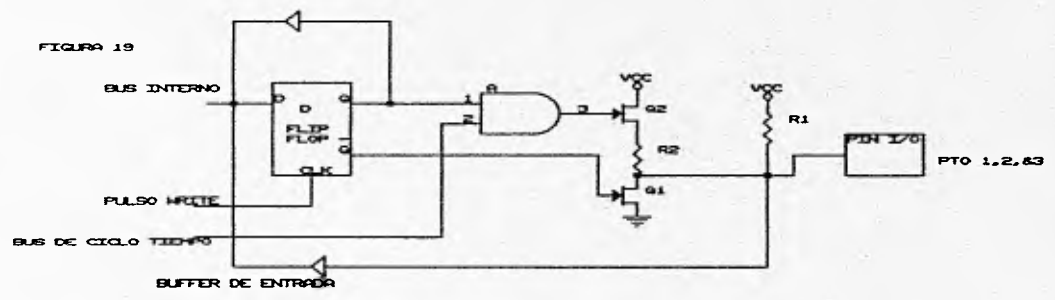 FIGURA 19
BUS INTERNO
D
Q
D
FLIP
FLOP
Q
CLK
PULSO WRITE
BUS DE CICLO TIEMPO
BUFFER DE ENTRADA
A
1
2
3
VCC
Q2
R2
Q1
VCC
R1
PIN I/O
PTO 1,2,&3